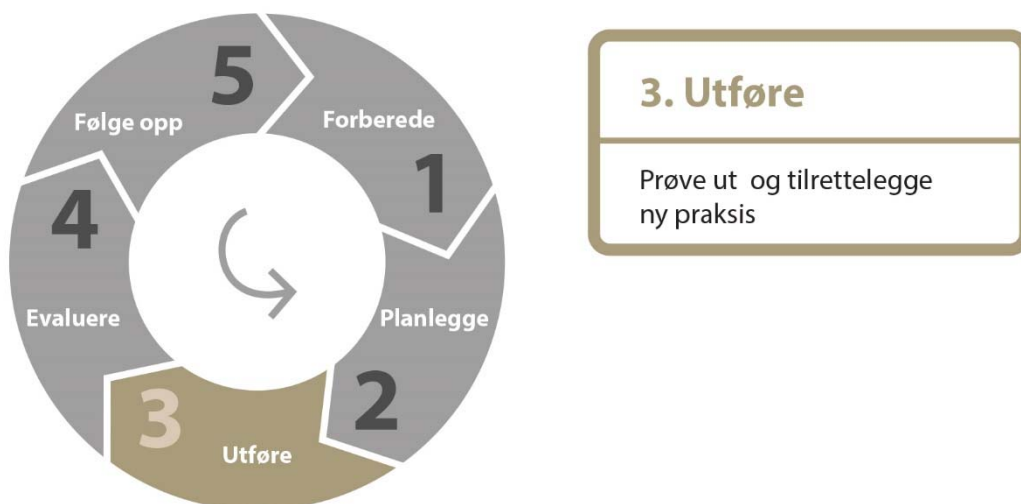 5
Følge opp
Forberede
1
4
Evaluere
Planlegge
2
3
Utføre
3. Utføre
Prøve ut og tilrettelegge
ny praksis